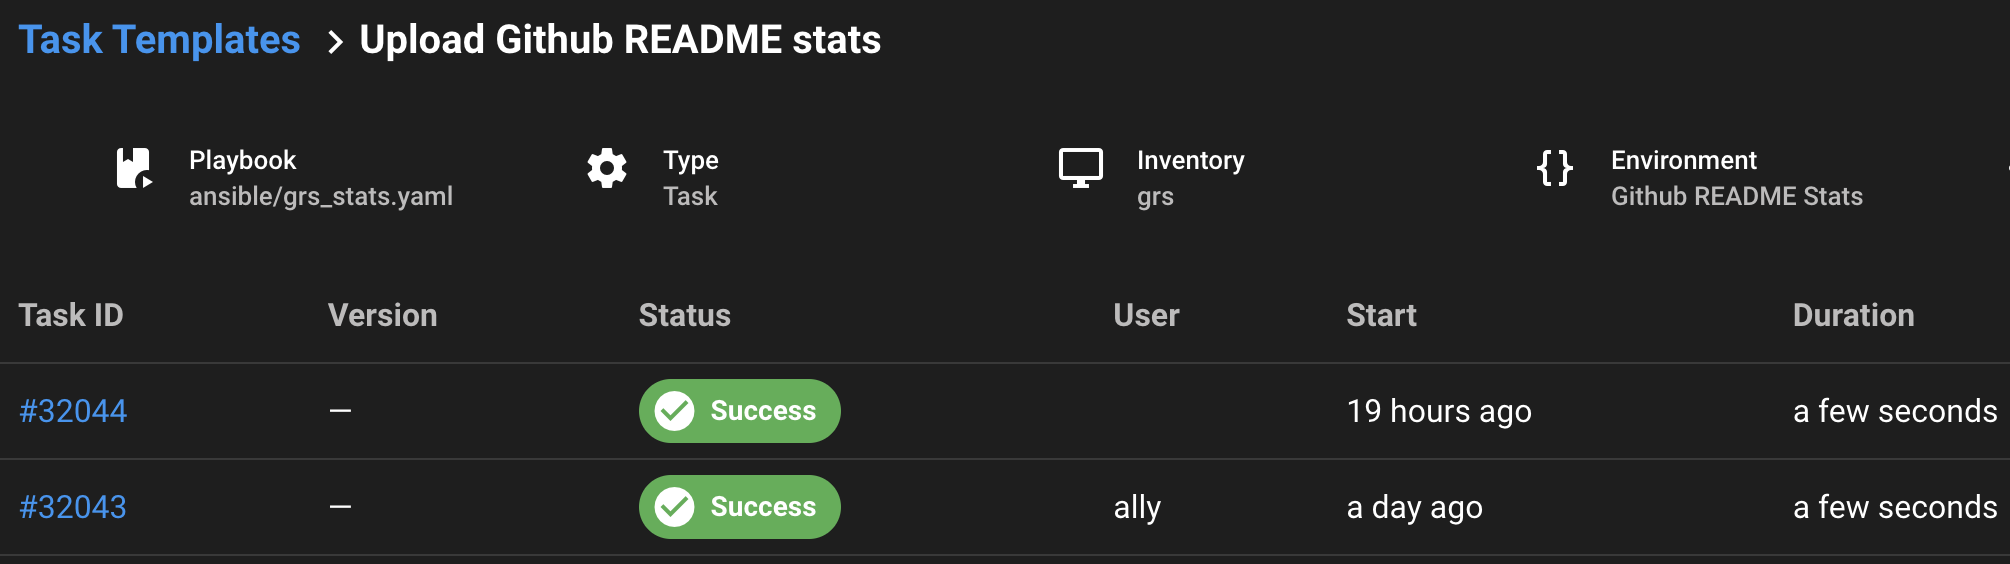 Task Templates > Upload Github README stats
Playbook
ansible/grs_stats.yaml
Type
Task
Inventory
grs
Environment
Github README Stats
Task ID Version Status User Start Duration
#32044 — Success 19 hours ago a few seconds
#32043 — Success ally a day ago a few seconds